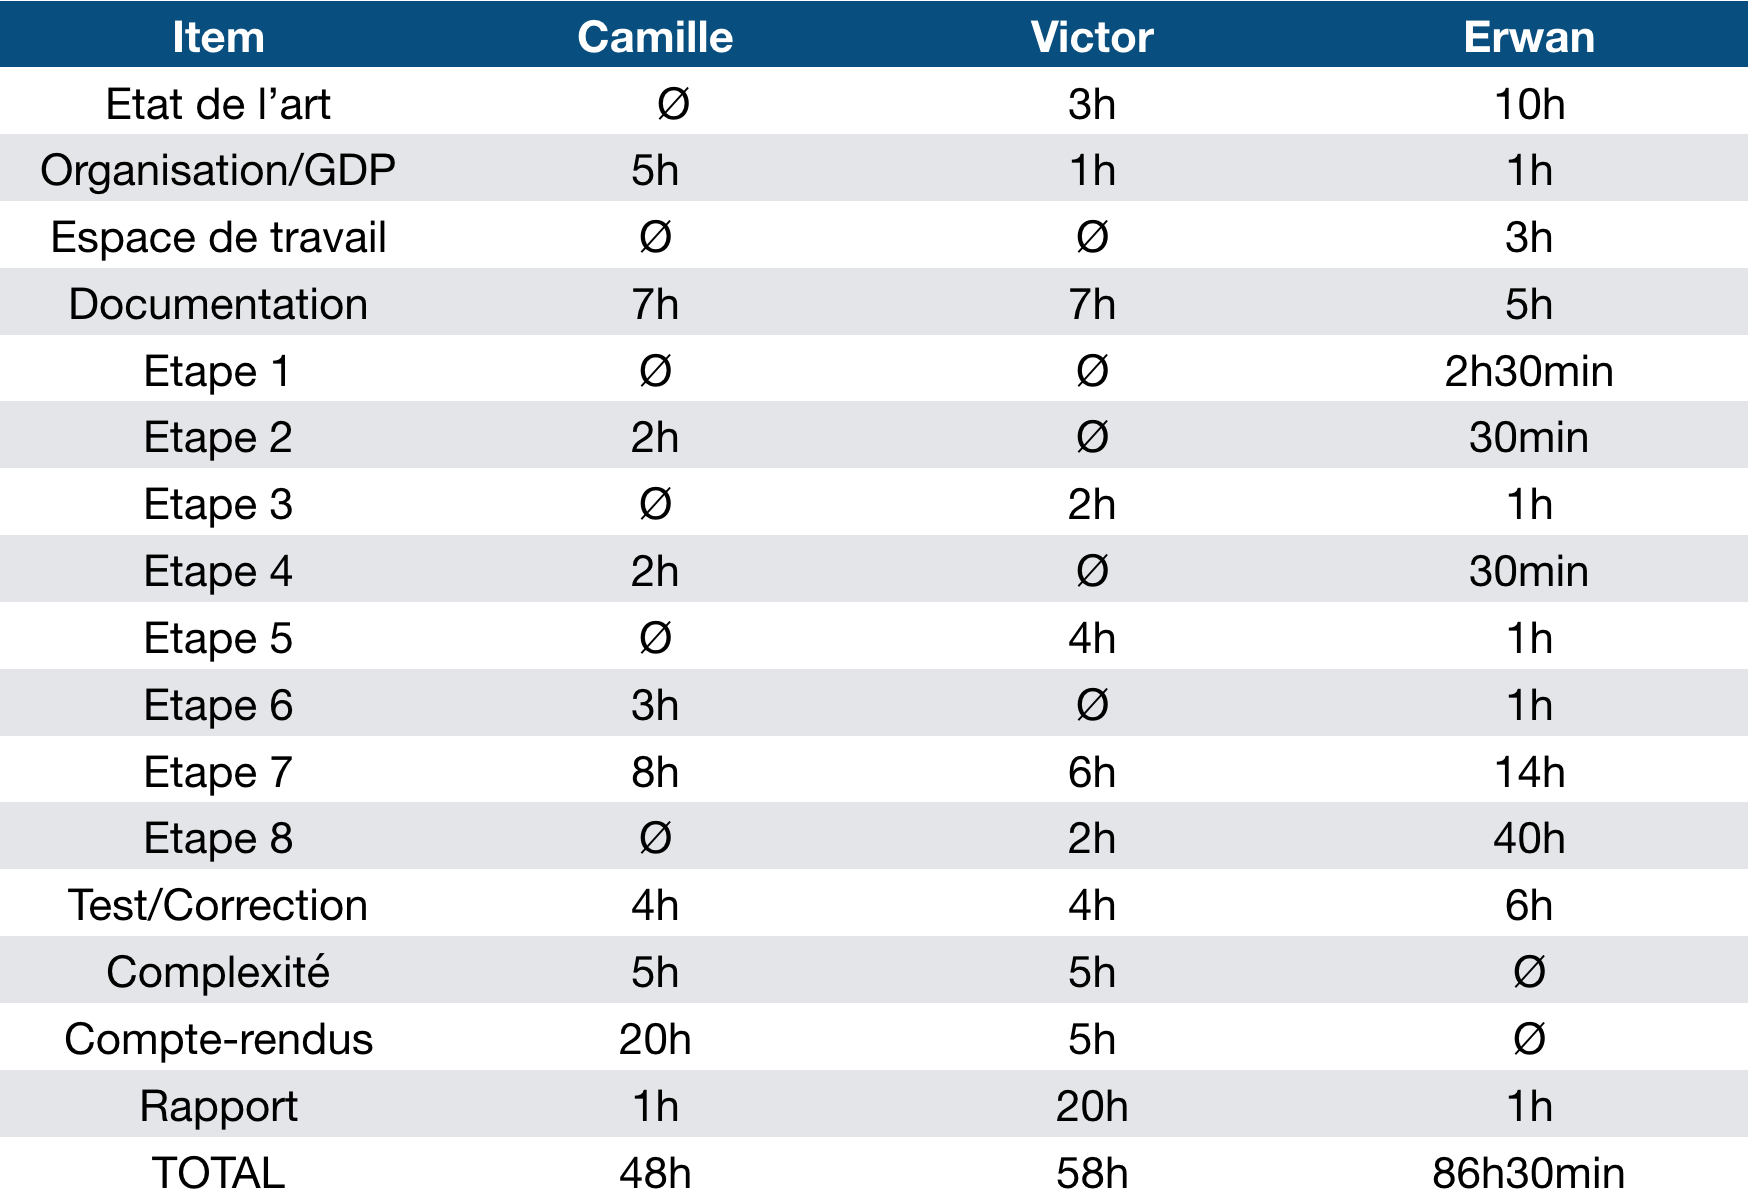 Item Camille Victor Erwan
Etat de l’art Ø 3h 10h
Organisation/GDP 5h 1h 1h
Espace de travail Ø Ø 3h
Documentation 7h 7h 5h
Etape 1 Ø Ø 2h30min
Etape 2 2h Ø 30min
Etape 3 Ø 2h 1h
Etape 4 2h Ø 30min
Etape 5 Ø 4h 1h
Etape 6 3h Ø 1h
Etape 7 8h 6h 14h
Etape 8 Ø 2h 40h
Test/Correction 4h 4h 6h
Complexité 5h 5h Ø
Compte-rendus 20h 5h Ø
Rapport 1h 20h 1h
TOTAL 48h 58h 86h30min